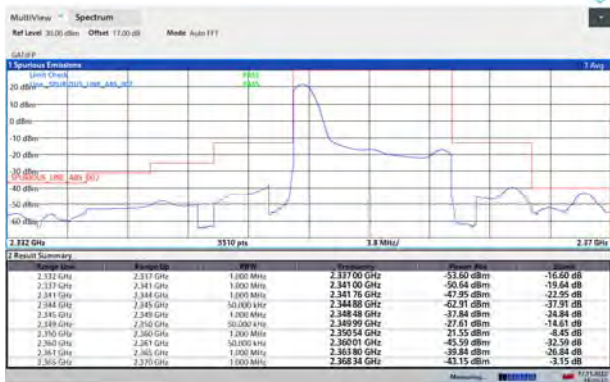 MultiView Spectrum
Ref Level 30.00 dBm Offset 17.00 dB Mode Auto FFT
1 Spurious Emissions 1 Avg
Limit Check PASS
Line _SPURIOUS_LINE_ABS_007 PASS
20 dBm
10 dBm
0 dBm
-10 dBm
-20 dBm
-30 dBm
SPURIOUS_LINE_ABS_007
-40 dBm
-50 dBm
-60 dBm
2.332 GHz 5510 pts 3.8 MHz/ 2.37 GHz
2 Result Summary
Range Low Range Up RBW Frequency Power Abs ΔLimit
2.332 GHz 2.337 GHz 1.000 MHz 2.33700 GHz -53.60 dBm -16.60 dB
2.337 GHz 2.341 GHz 1.000 MHz 2.34100 GHz -50.64 dBm -19.64 dB
2.341 GHz 2.344 GHz 1.000 MHz 2.34176 GHz -47.95 dBm -22.95 dB
2.344 GHz 2.345 GHz 50.000 kHz 2.34488 GHz -62.91 dBm -37.91 dB
2.345 GHz 2.349 GHz 1.000 MHz 2.34848 GHz -37.84 dBm -24.84 dB
2.349 GHz 2.350 GHz 50.000 kHz 2.34999 GHz -27.61 dBm -14.61 dB
2.350 GHz 2.360 GHz 1.000 MHz 2.35054 GHz 21.55 dBm -8.45 dB
2.360 GHz 2.361 GHz 50.000 kHz 2.36001 GHz -45.59 dBm -32.59 dB
2.361 GHz 2.365 GHz 1.000 MHz 2.36380 GHz -39.84 dBm -26.84 dB
2.365 GHz 2.370 GHz 1.000 MHz 2.36834 GHz -43.15 dBm -3.15 dB
Measuring...